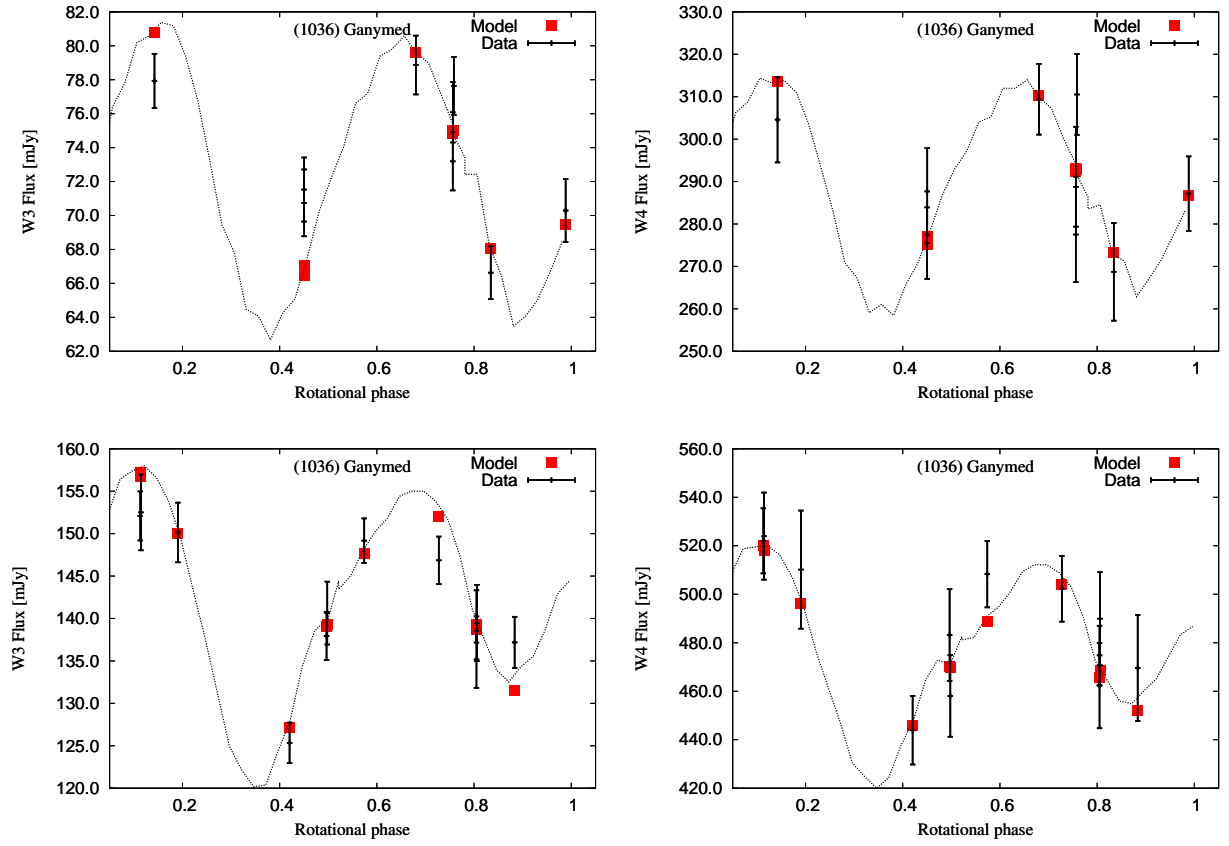 (1036) Ganymed
Model
Data
W3 Flux [mJy]
82.0
80.0
78.0
76.0
74.0
72.0
70.0
68.0
66.0
64.0
62.0
0.2 0.4 0.6 0.8 1
Rotational phase
(1036) Ganymed
Model
Data
W4 Flux [mJy]
330.0
320.0
310.0
300.0
290.0
280.0
270.0
260.0
250.0
0.2 0.4 0.6 0.8 1
Rotational phase
(1036) Ganymed
Model
Data
W3 Flux [mJy]
160.0
155.0
150.0
145.0
140.0
135.0
130.0
125.0
120.0
0.2 0.4 0.6 0.8 1
Rotational phase
(1036) Ganymed
Model
Data
W4 Flux [mJy]
560.0
540.0
520.0
500.0
480.0
460.0
440.0
420.0
0.2 0.4 0.6 0.8 1
Rotational phase